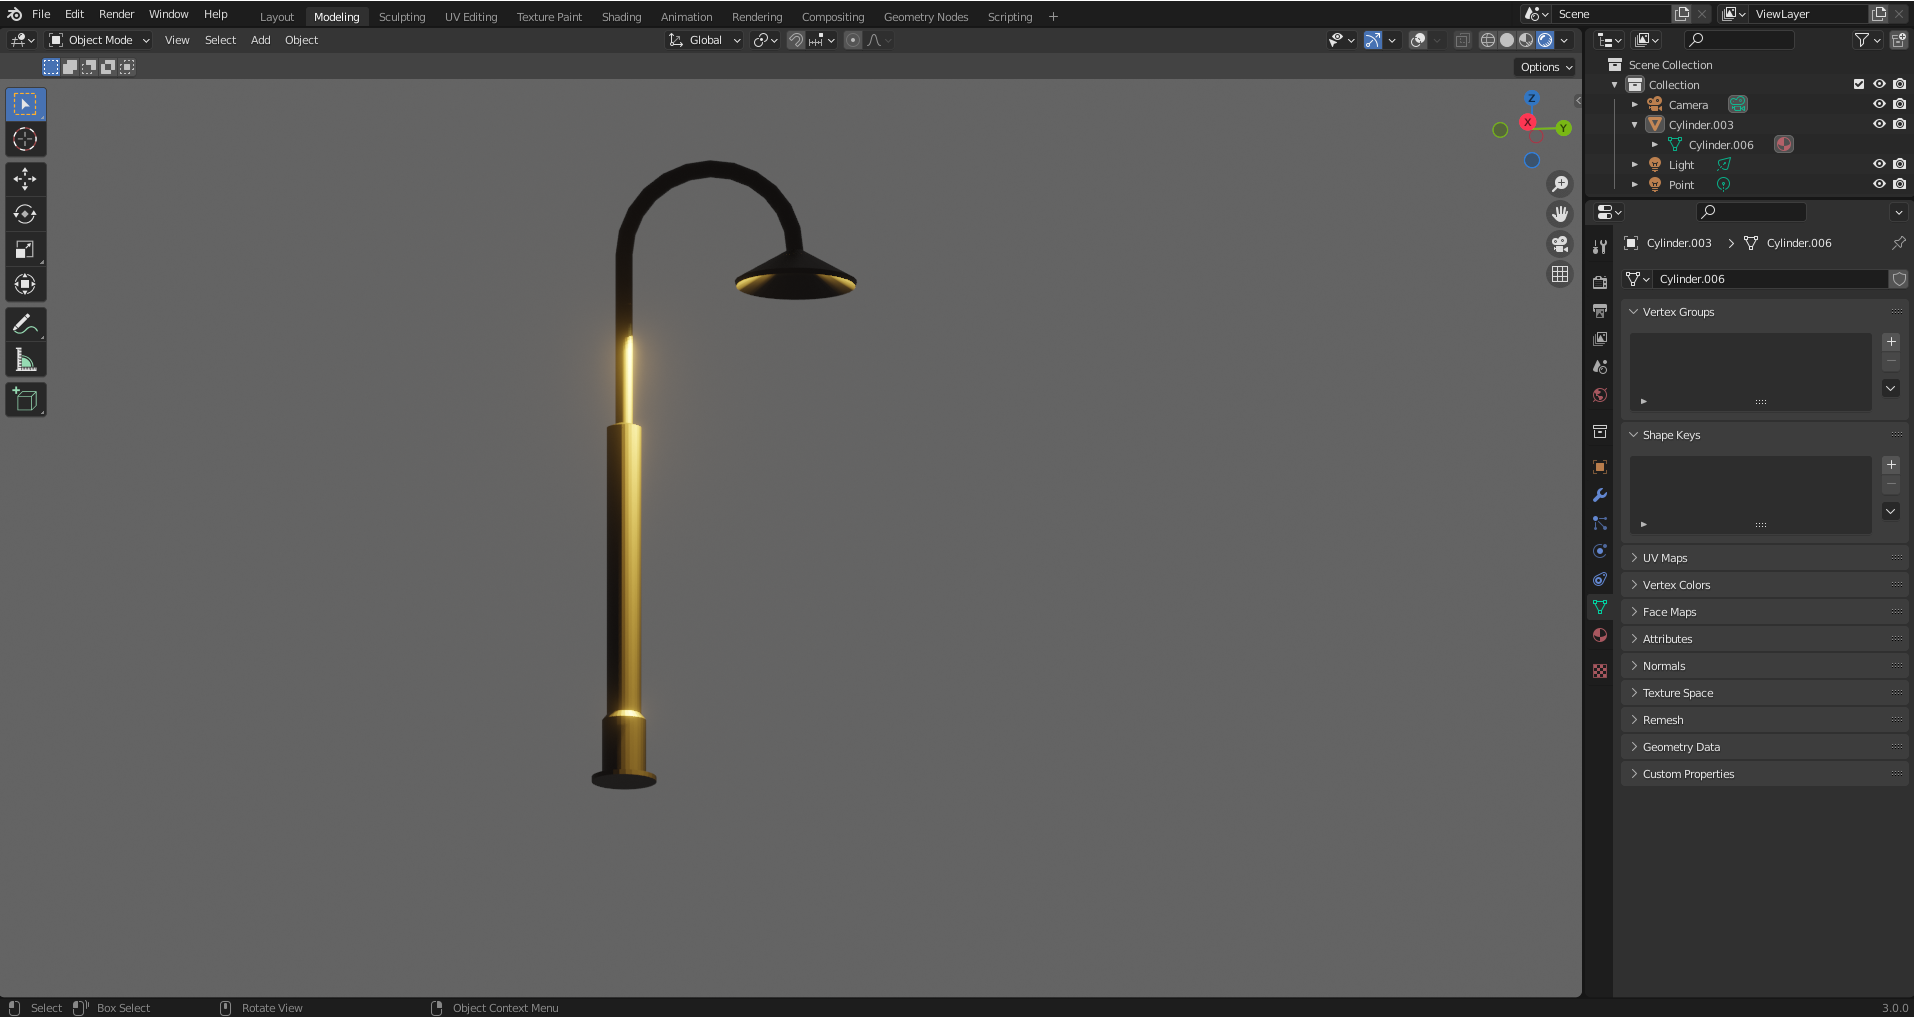 File Edit Render Window Help Layout Modeling Sculpting UV Editing Texture Paint Shading Animation Rendering Compositing Geometry Nodes Scripting + Scene ViewLayer
Object Mode View Select Add Object Global
Options
Z
X
Y
Scene Collection
Collection
Camera
Cylinder.003
Cylinder.006
Light
Point
Cylinder.003 > Cylinder.006
Cylinder.006
Vertex Groups
Shape Keys
UV Maps
Vertex Colors
Face Maps
Attributes
Normals
Texture Space
Remesh
Geometry Data
Custom Properties
Select Box Select Rotate View Object Context Menu 3.0.0